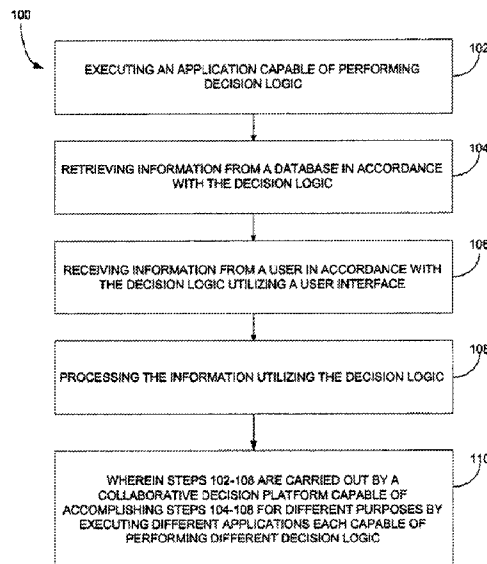 100
102
EXECUTING AN APPLICATION CAPABLE OF PERFORMING
DECISION LOGIC
104
RETRIEVING INFORMATION FROM A DATABASE IN ACCORDANCE
WITH THE DECISION LOGIC
106
RECEIVING INFORMATION FROM A USER IN ACCORDANCE WITH
THE DECISION LOGIC UTILIZING A USER INTERFACE
108
PROCESSING THE INFORMATION UTILIZING THE DECISION LOGIC
110
WHEREIN STEPS 102-108 ARE CARRIED OUT BY A
COLLABORATIVE DECISION PLATFORM CAPABLE OF
ACCOMPLISHING STEPS 104-108 FOR DIFFERENT PURPOSES BY
EXECUTING DIFFERENT APPLICATIONS EACH CAPABLE OF
PERFORMING DIFFERENT DECISION LOGIC